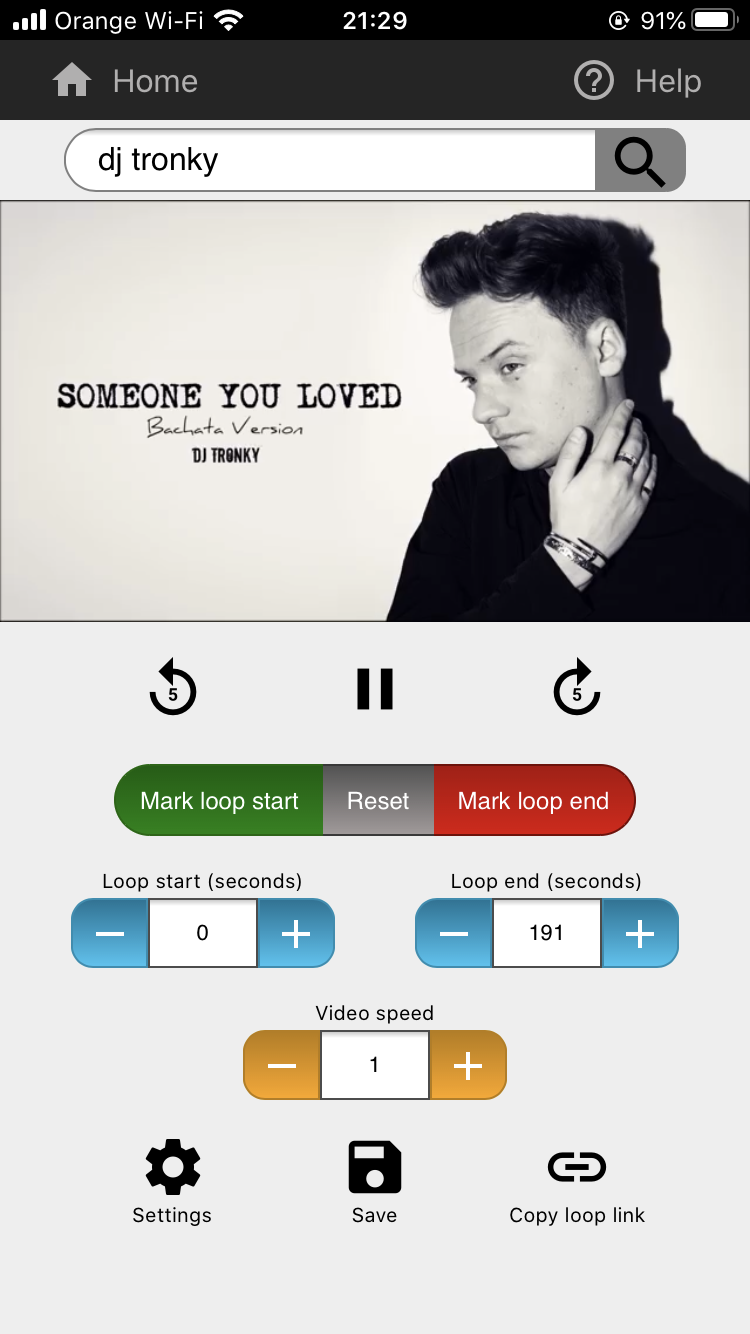 Orange Wi-Fi 21:29 91%
Home Help
dj tronky
SOMEONE YOU LOVED
Bachata Version
DJ TRONKY
5 5
Mark loop start Reset Mark loop end
Loop start (seconds) Loop end (seconds)
0 191
Video speed
1
Settings Save Copy loop link